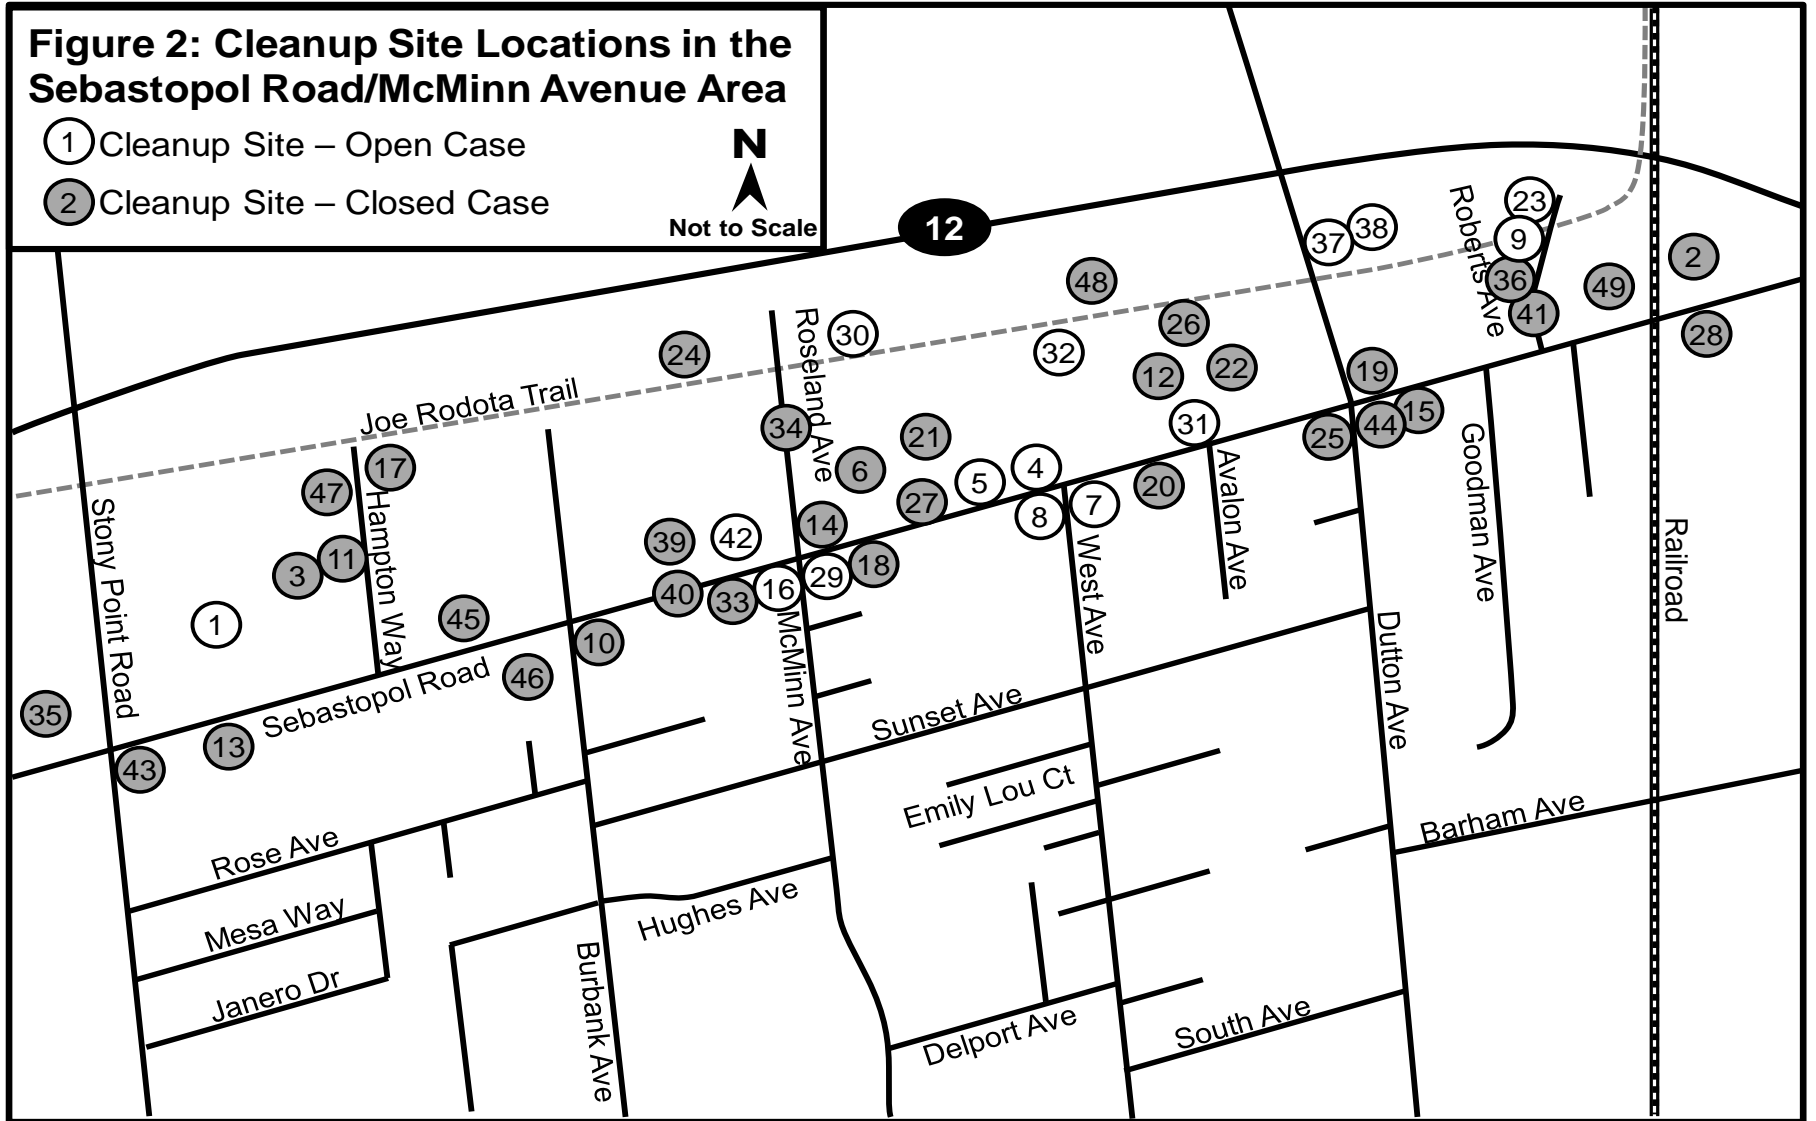 Figure 2: Cleanup Site Locations in the
Sebastopol Road/McMinn Avenue Area
1 Cleanup Site – Open Case
2 Cleanup Site – Closed Case
N
Not to Scale
12
23
38
37
9
Roberts Ave
36
41
49
2
28
48
26
32
12
22
31
19
15
44
25
30
24
Roseland Ave
Joe Rodota Trail
34
21
6
5
4
27
8
7
20
Avalon Ave
Goodman Ave
Railroad
17
47
Hampton Way
Stony Point Road
11
3
1
45
39
42
14
18
29
16
33
40
10
46
McMinn Ave
West Ave
Dutton Ave
35
43
13
Sebastopol Road
Sunset Ave
Emily Lou Ct
Barham Ave
Rose Ave
Mesa Way
Janero Dr
Hughes Ave
Burbank Ave
Delport Ave
South Ave